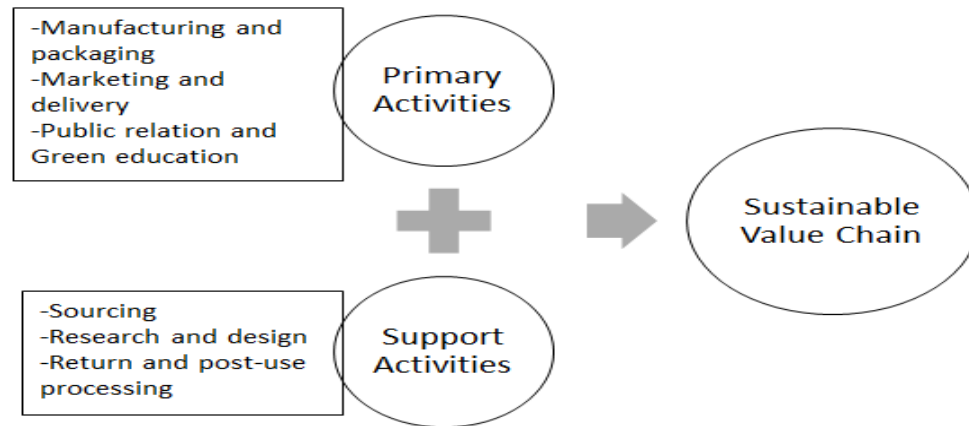 -Manufacturing and
packaging
-Marketing and
delivery
-Public relation and
Green education
Primary
Activities
Sustainable
Value Chain
-Sourcing
-Research and design
-Return and post-use
processing
Support
Activities